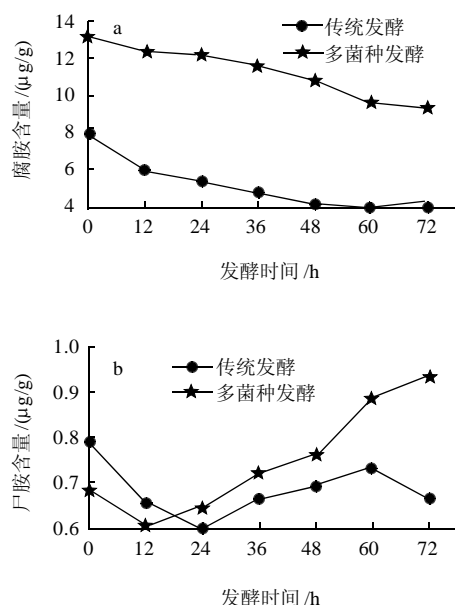 14
a
传统发酵
多菌种发酵
12
10
8
6
4
腐胺含量/(μg/g)
0 12 24 36 48 60 72
发酵时间/h
1.0
b
传统发酵
多菌种发酵
0.9
0.8
0.7
0.6
尸胺含量/(μg/g)
0 12 24 36 48 60 72
发酵时间/h